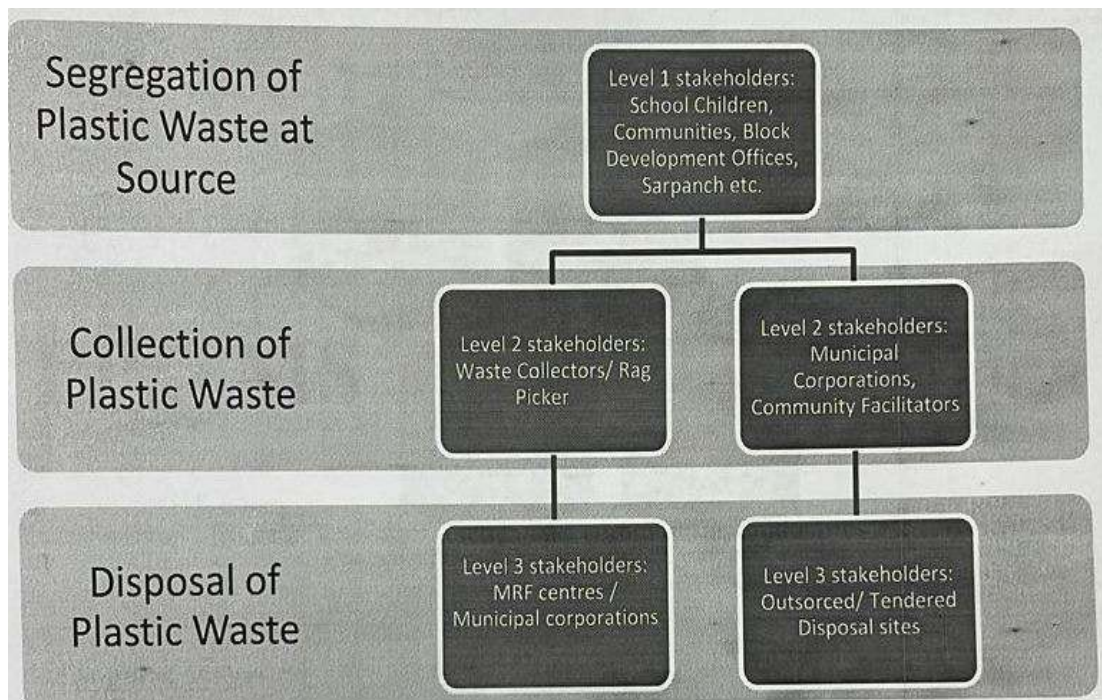 Segregation of
Plastic Waste at
Source
Level 1 stakeholders:
School Children,
Communities, Block
Development Offices,
Sarpanch etc.
Collection of
Plastic Waste
Level 2 stakeholders:
Waste Collectors/ Rag
Picker
Level 2 stakeholders:
Municipal
Corporations,
Community Facilitators
Disposal of
Plastic Waste
Level 3 stakeholders:
MRF centres /
Municipal corporations
Level 3 stakeholders:
Outsorced/ Tendered
Disposal sites